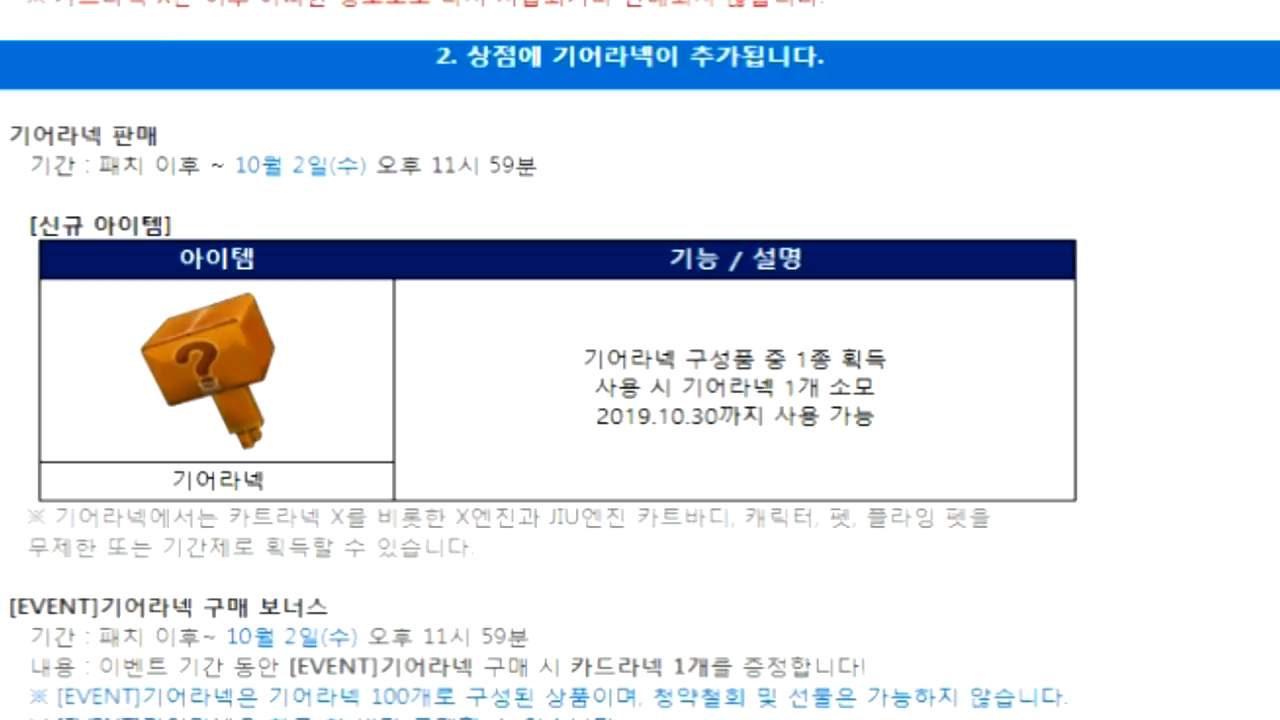 2. 상점에 기어라넥이 추가됩니다.
기어라넥 판매
기간 : 패치 이후 ~ 10월 2일(수) 오후 11시 59분
[신규 아이템]
아이템 기능 / 설명
기어라넥 구성품 중 1종 획득
사용 시 기어라넥 1개 소모
2019.10.30까지 사용 가능
기어라넥
※ 기어라넥에서는 카트라넥 X를 비롯한 X엔진과 JIU엔진 카트바디, 캐릭터, 펫, 플라잉 펫을
무제한 또는 기간제로 획득할 수 있습니다.
[EVENT]기어라넥 구매 보너스
기간 : 패치 이후~ 10월 2일(수) 오후 11시 59분
내용 : 이벤트 기간 동안 [EVENT]기어라넥 구매 시 카드라넥 1개를 증정합니다!
※ [EVENT]기어라넥은 기어라넥 100개로 구성된 상품이며, 청약철회 및 선물은 가능하지 않습니다.